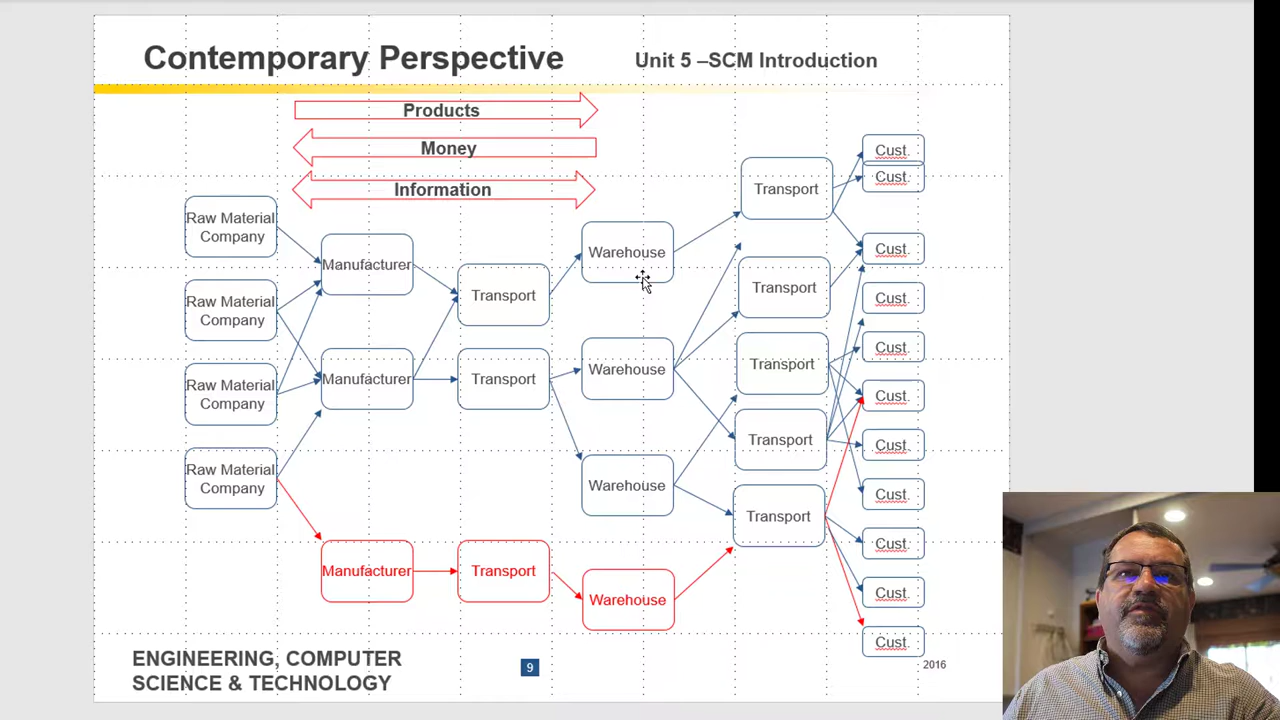 Contemporary Perspective
Unit 5 –SCM Introduction
Products
Money
Information
Raw Material
Company
Raw Material
Company
Raw Material
Company
Raw Material
Company
Manufacturer
Manufacturer
Manufacturer
Transport
Transport
Transport
Warehouse
Warehouse
Warehouse
Warehouse
Transport
Transport
Transport
Transport
Transport
Cust.
Cust.
Cust.
Cust.
Cust.
Cust.
Cust.
Cust.
Cust.
Cust.
Cust.
ENGINEERING, COMPUTER
SCIENCE & TECHNOLOGY
9
2016